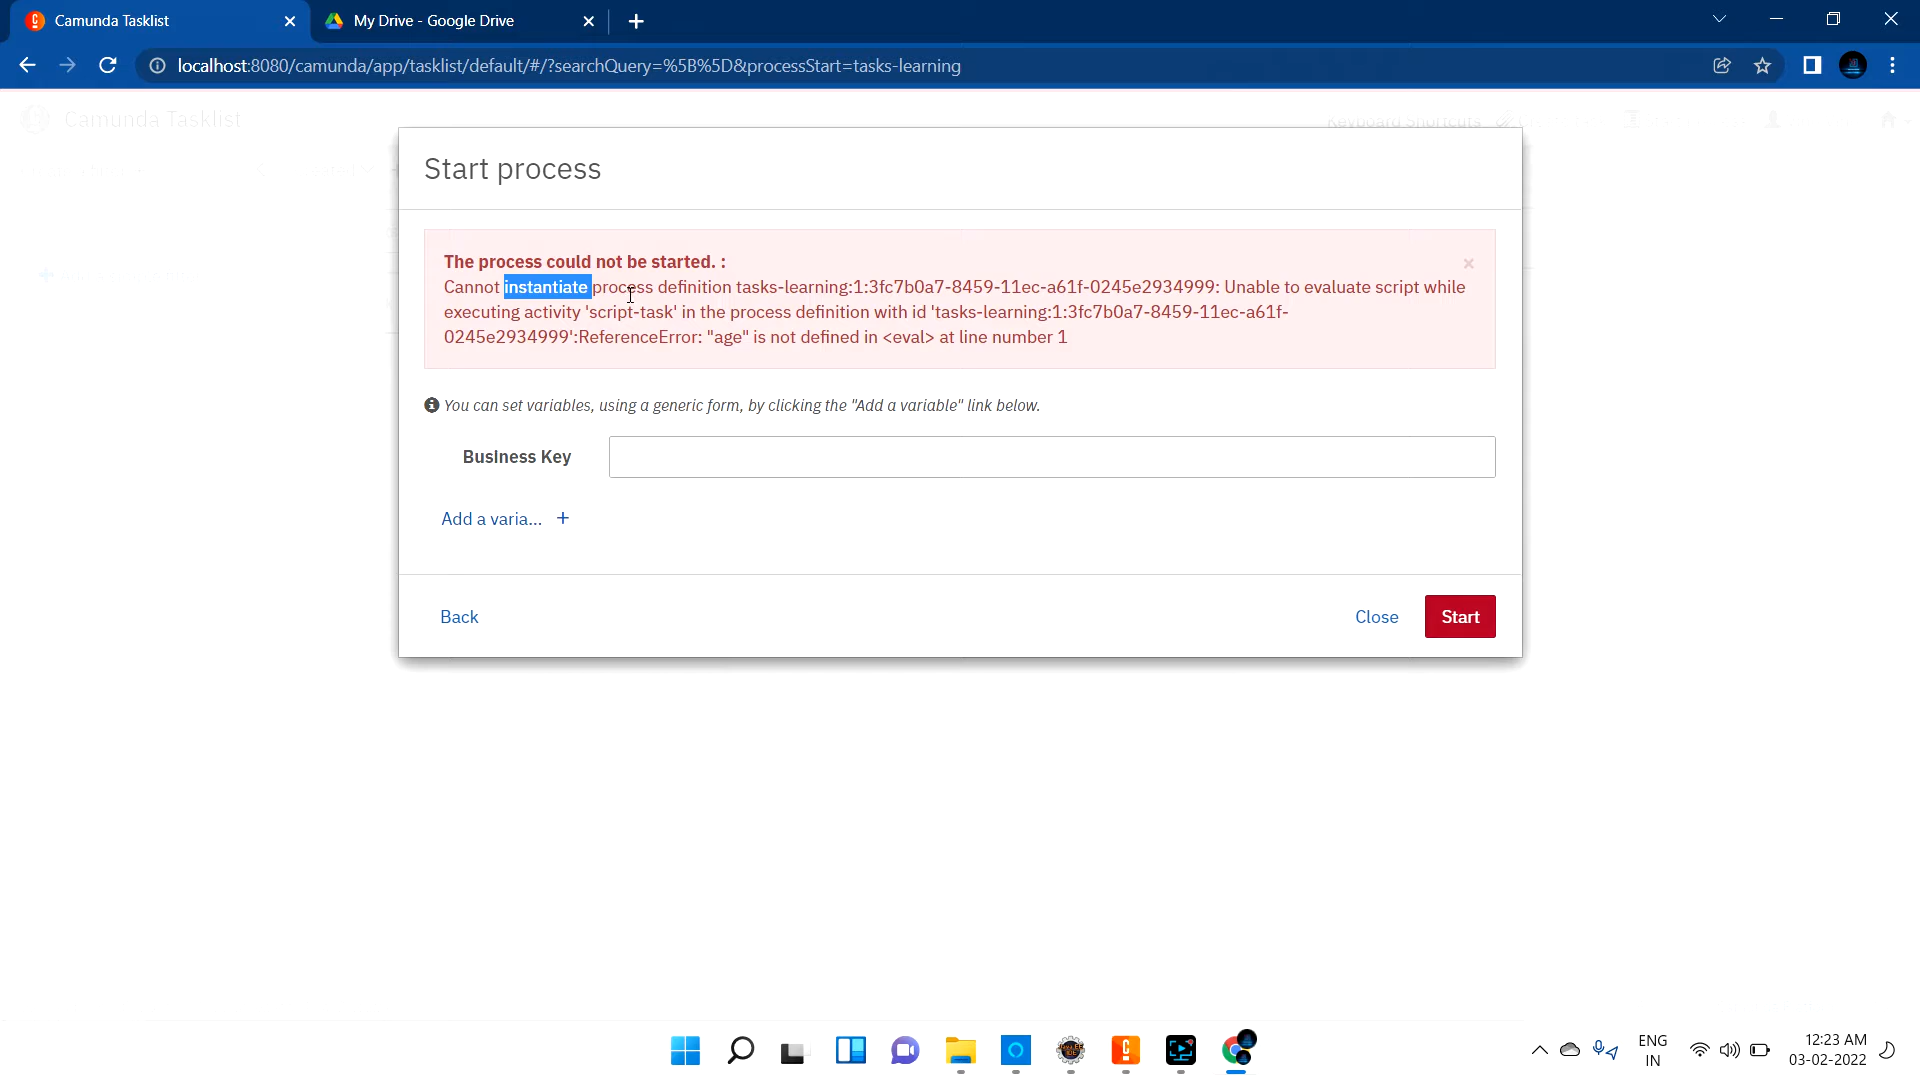 Camunda Tasklist
My Drive - Google Drive
localhost:8080/camunda/app/tasklist/default/#/?searchQuery=%5B%5D&processStart=tasks-learning
Camunda Tasklist
Keyboard Shortcuts
Start process
The process could not be started. :
Cannot instantiate process definition tasks-learning:1:3fc7b0a7-8459-11ec-a61f-0245e2934999: Unable to evaluate script while
executing activity 'script-task' in the process definition with id 'tasks-learning:1:3fc7b0a7-8459-11ec-a61f-
0245e2934999':ReferenceError: "age" is not defined in <eval> at line number 1
You can set variables, using a generic form, by clicking the "Add a variable" link below.
Business Key
Add a varia... +
Back
Close
Start
ENG
IN
12:23 AM
03-02-2022